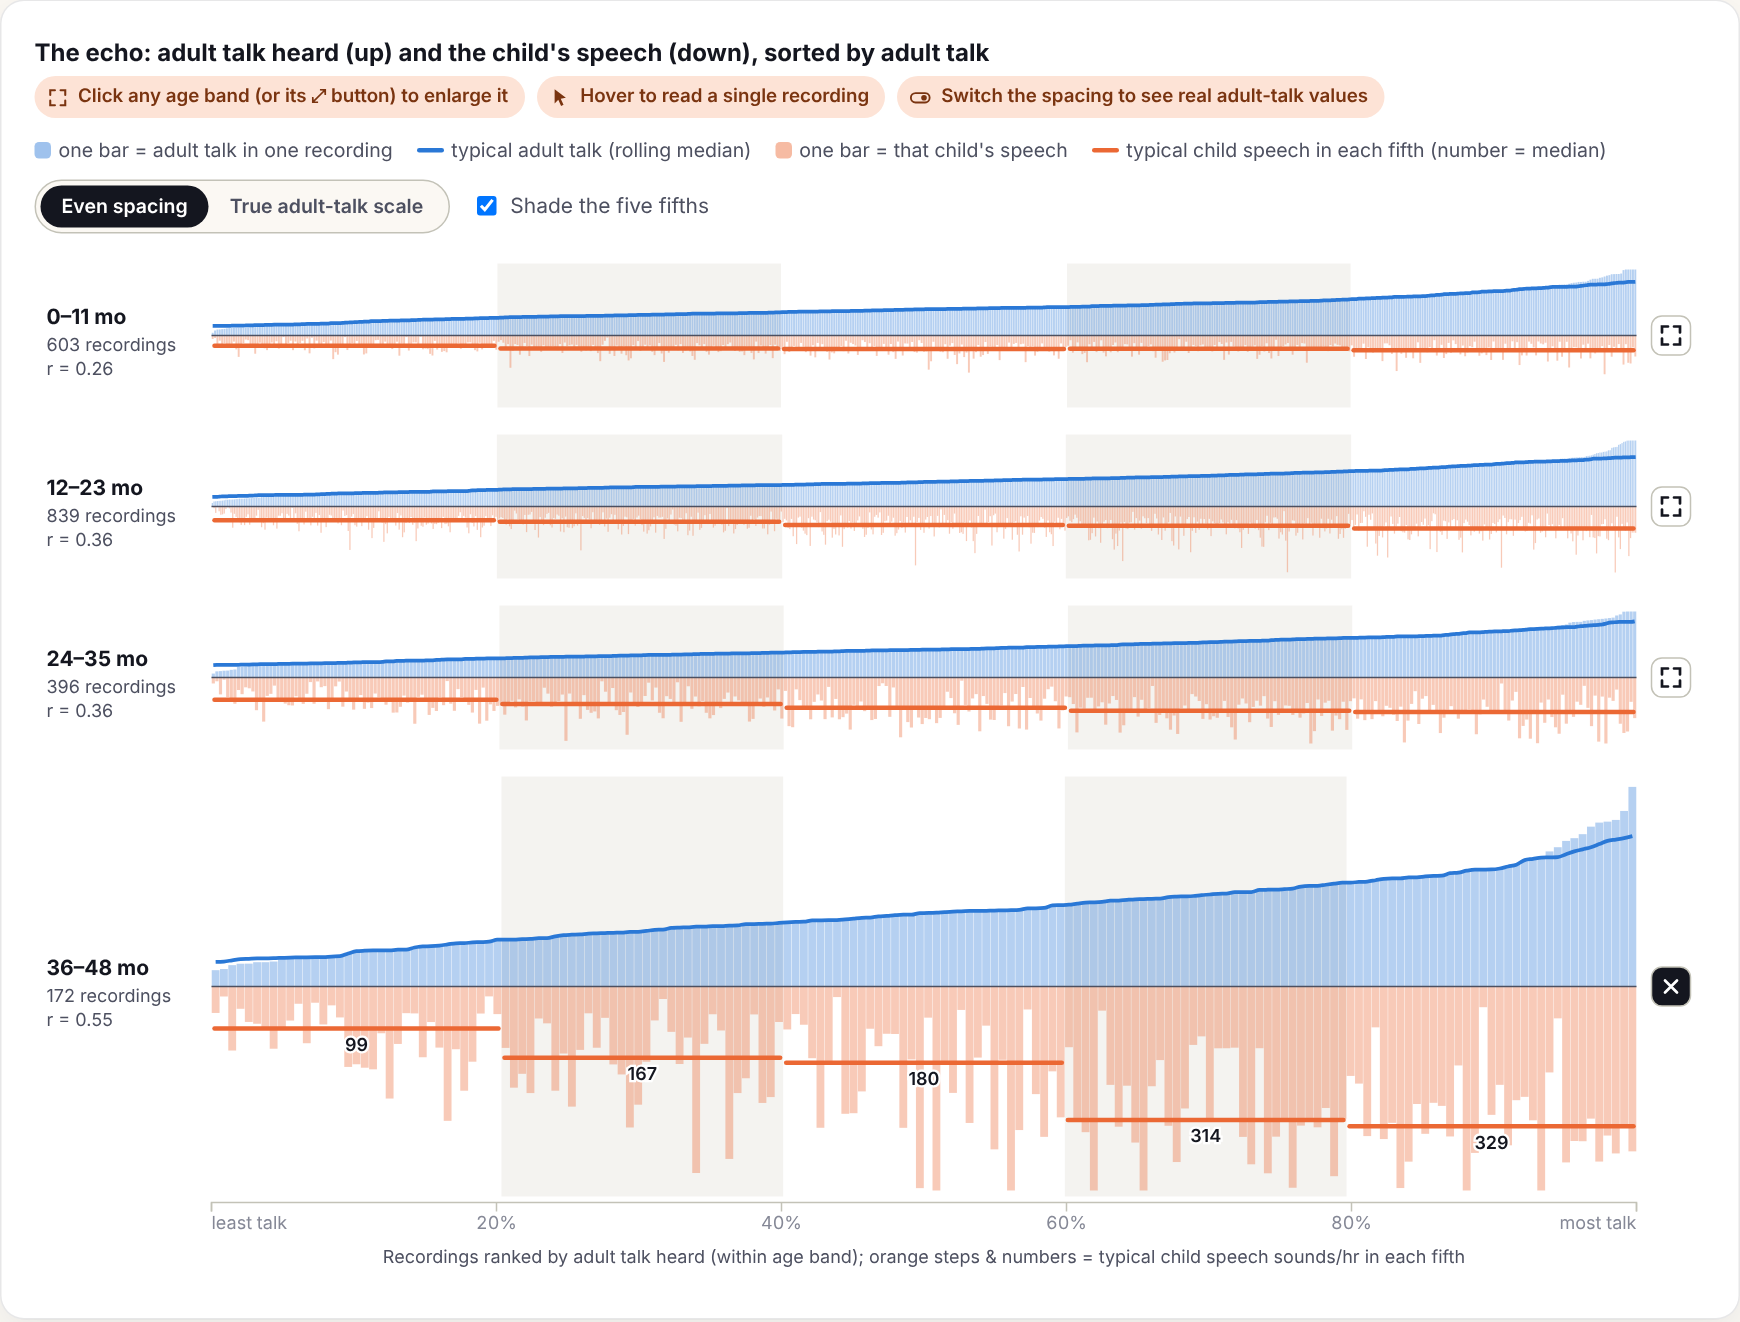 The echo: adult talk heard (up) and the child's speech (down), sorted by adult talk
Click any age band (or its ⤢ button) to enlarge it
Hover to read a single recording
Switch the spacing to see real adult-talk values
one bar = adult talk in one recording
typical adult talk (rolling median)
one bar = that child's speech
typical child speech in each fifth (number = median)
Even spacing
True adult-talk scale
Shade the five fifths
0–11 mo
603 recordings
r = 0.26
12–23 mo
839 recordings
r = 0.36
24–35 mo
396 recordings
r = 0.36
36–48 mo
172 recordings
r = 0.55
99
167
180
314
329
least talk
20%
40%
60%
80%
most talk
Recordings ranked by adult talk heard (within age band); orange steps & numbers = typical child speech sounds/hr in each fifth